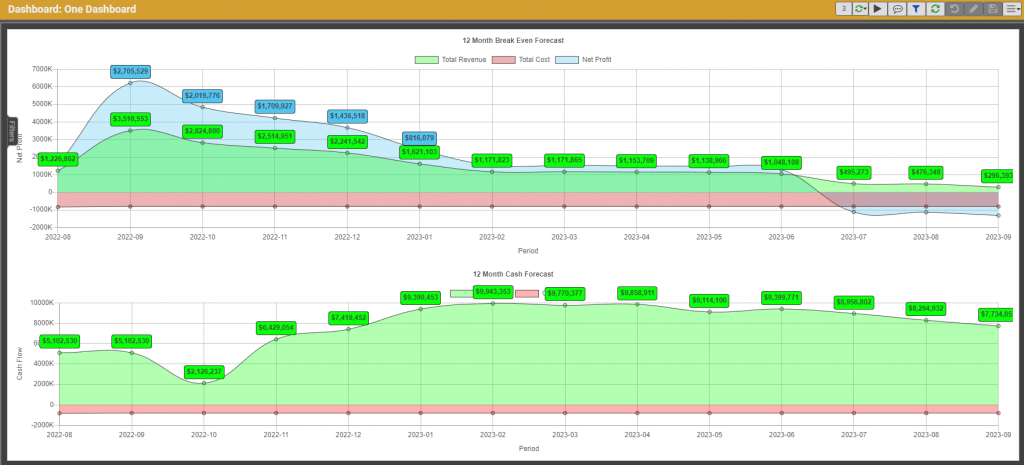 Dashboard: One Dashboard
3
12 Month Break Even Forecast
Total Revenue Total Cost Net Profit
7000K
6000K
5000K
4000K
3000K
2000K
1000K
0
-1000K
-2000K
Net Profit
Filters
$2,705,529
$2,019,776
$1,709,927
$1,436,518
$816,079
$1,226,862
$3,510,553
$2,824,800
$2,514,951
$2,241,542
$1,621,103
$1,171,823
$1,171,865
$1,153,709
$1,138,966
$1,048,108
$495,273
$476,348
$296,393
2022-08 2022-09 2022-10 2022-11 2022-12 2023-01 2023-02 2023-03 2023-04 2023-05 2023-06 2023-07 2023-08 2023-09
Period
12 Month Cash Forecast
10000K
8000K
6000K
4000K
2000K
0
-2000K
Cash Flow
$5,102,530
$5,102,530
$2,126,237
$6,429,054
$7,419,452
$9,390,453
$9,943,353
$9,770,377
$9,858,011
$9,114,106
$9,399,771
$8,956,802
$8,294,932
$7,734,05
2022-08 2022-09 2022-10 2022-11 2022-12 2023-01 2023-02 2023-03 2023-04 2023-05 2023-06 2023-07 2023-08 2023-09
Period